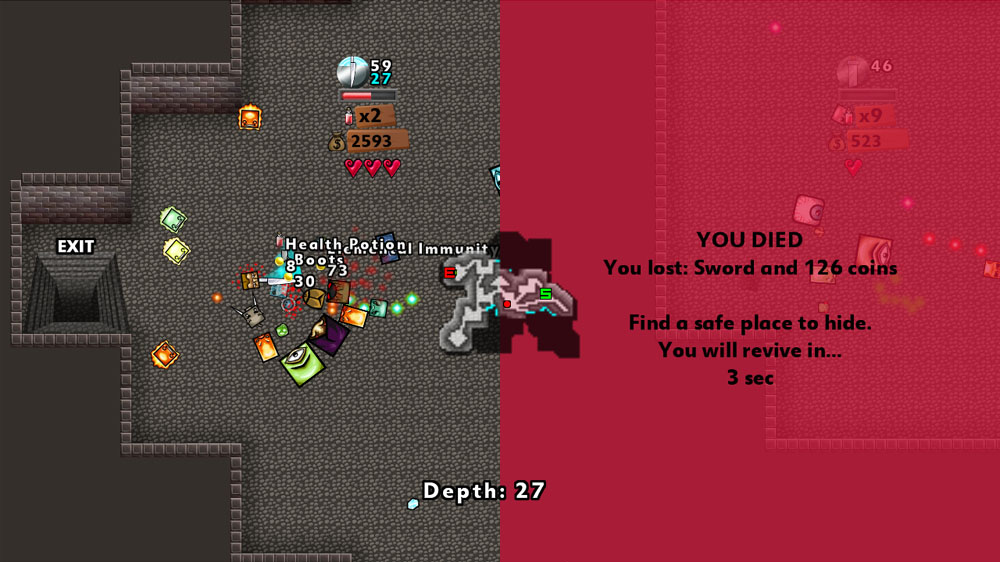 59
27
x2
2593
EXIT
Health Potion
Immunity
Boots
8
73
30
E
S
Depth: 27
46
x9
523
YOU DIED
You lost: Sword and 126 coins
Find a safe place to hide.
You will revive in...
3 sec